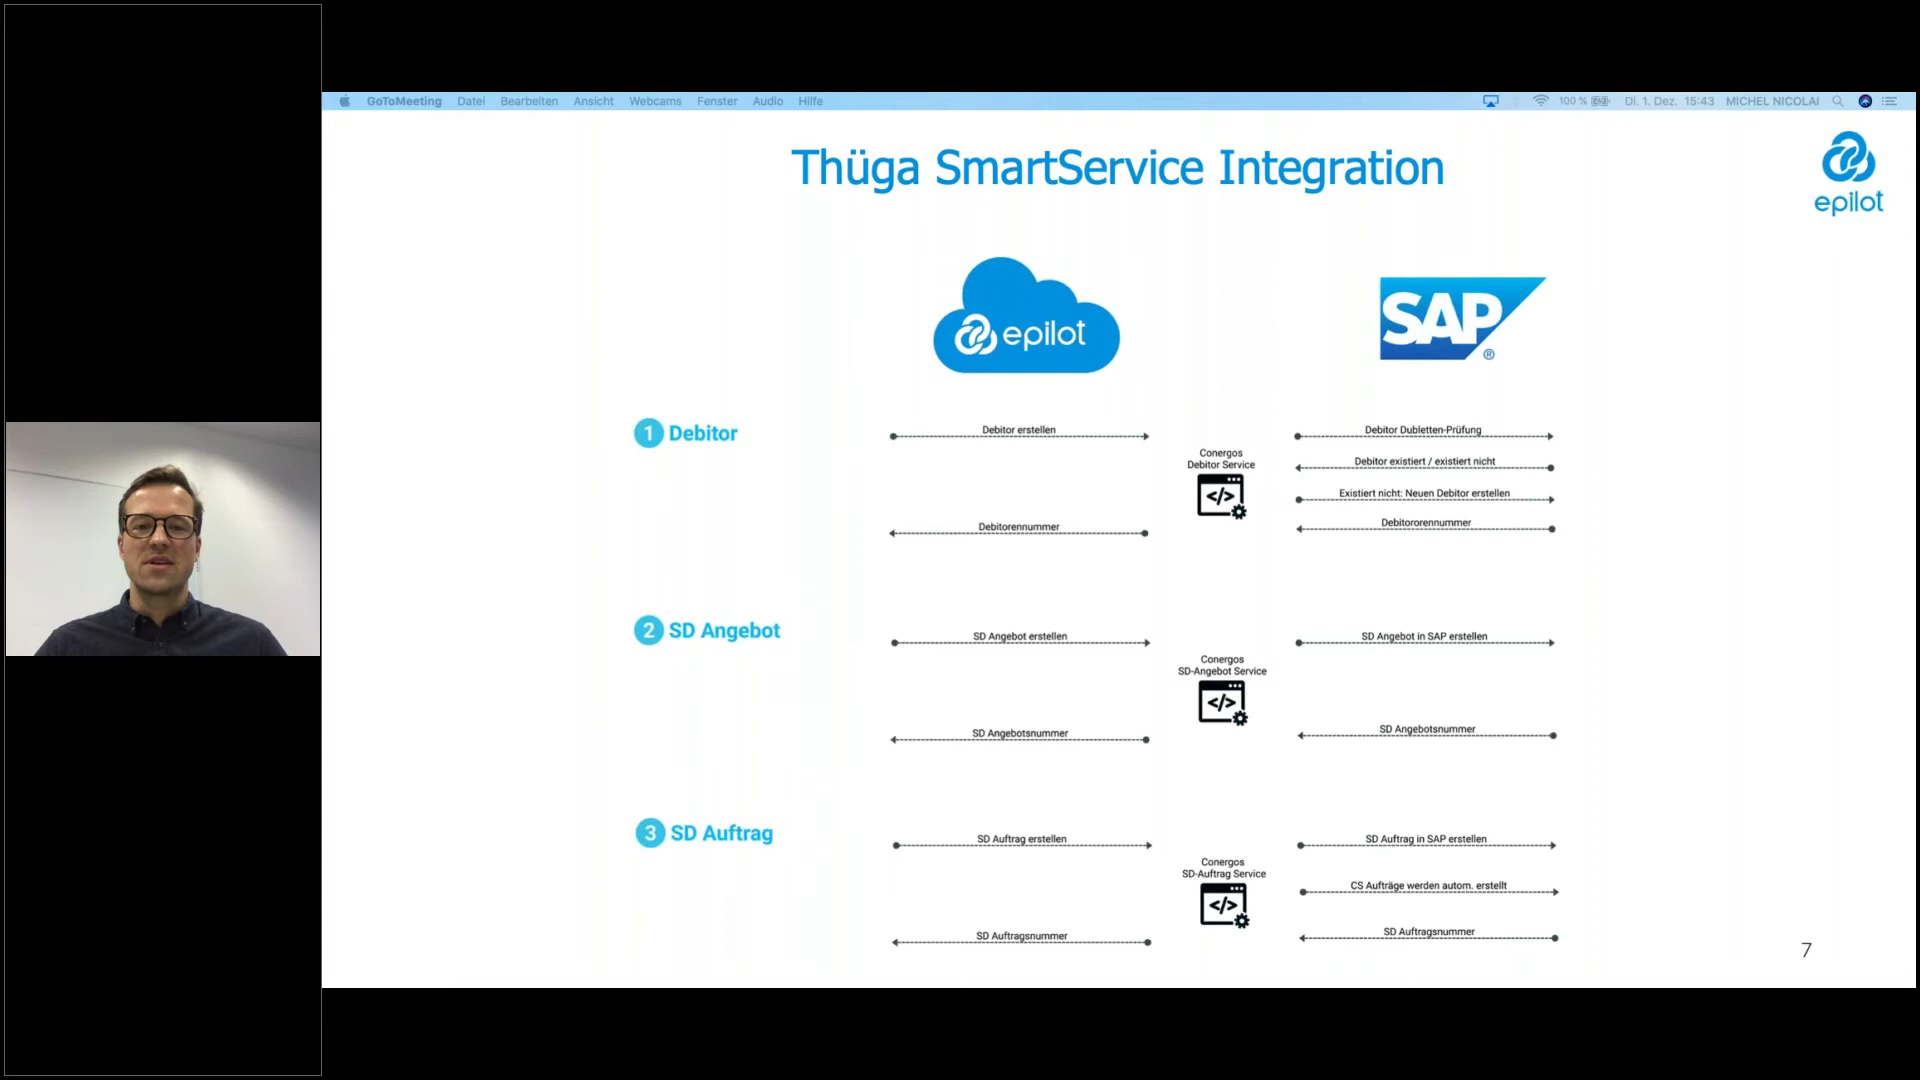 GoToMeeting Datei Bearbeiten Ansicht Webcams Fenster Audio Hilfe 100 % Di. 1. Dez. 15:43 MICHEL NICOLAI
Thüga SmartService Integration
epilot
epilot
SAP
®
1 Debitor
Debitor erstellen
Debitorennummer
Conergos
Debitor Service
</>
Debitor Dubletten-Prüfung
Debitor existiert / existiert nicht
Existiert nicht: Neuen Debitor erstellen
Debitororennummer
2 SD Angebot
SD Angebot erstellen
SD Angebotsnummer
Conergos
SD-Angebot Service
</>
SD Angebot in SAP erstellen
SD Angebotsnummer
3 SD Auftrag
SD Auftrag erstellen
SD Auftragsnummer
Conergos
SD-Auftrag Service
</>
SD Auftrag in SAP erstellen
CS Aufträge werden autom. erstellt
SD Auftragsnummer
7